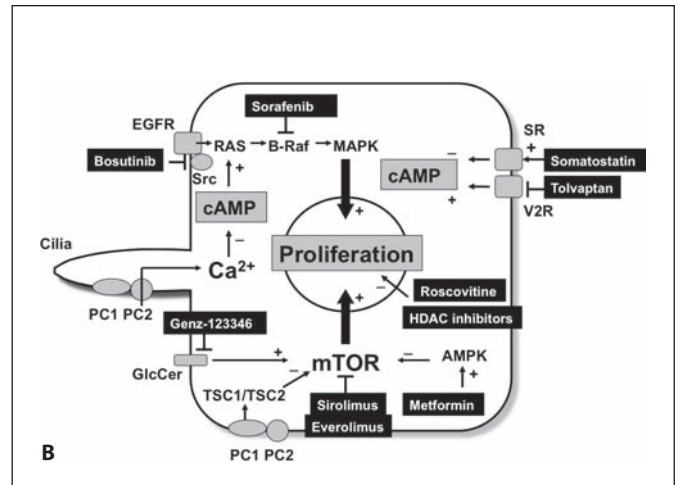 Sorafenib
EGFR
RAS B-Raf MAPK
SR
+
Bosutinib
Src
+
–
Somatostatin
cAMP
cAMP
+
Tolvaptan
V2R
+
Cilia
–
Proliferation
Ca2+
+
–
Roscovitine
PC1 PC2
HDAC inhibitors
Genz-123346
+
mTOR
–
AMPK
GlcCer
–
+
TSC1/TSC2
Sirolimus
Metformin
Everolimus
B
PC1 PC2